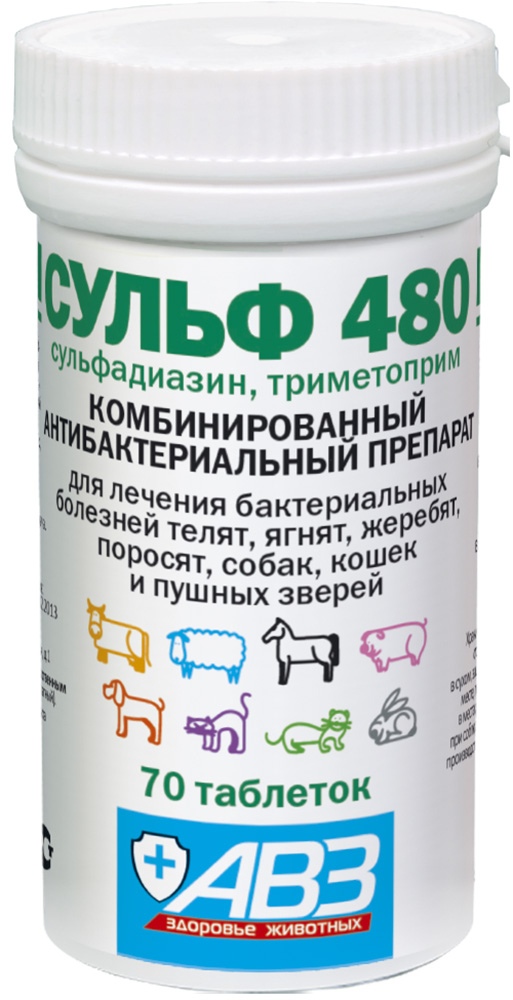 СУЛЬФ 480
сульфадиазин, триметоприм
КОМБИНИРОВАННЫЙ
АНТИБАКТЕРИАЛЬНЫЙ ПРЕПАРАТ
для лечения бактериальных
болезней телят, ягнят, жеребят,
поросят, собак, кошек
и пушных зверей
70 таблеток
АВЗ
здоровье животных
2013